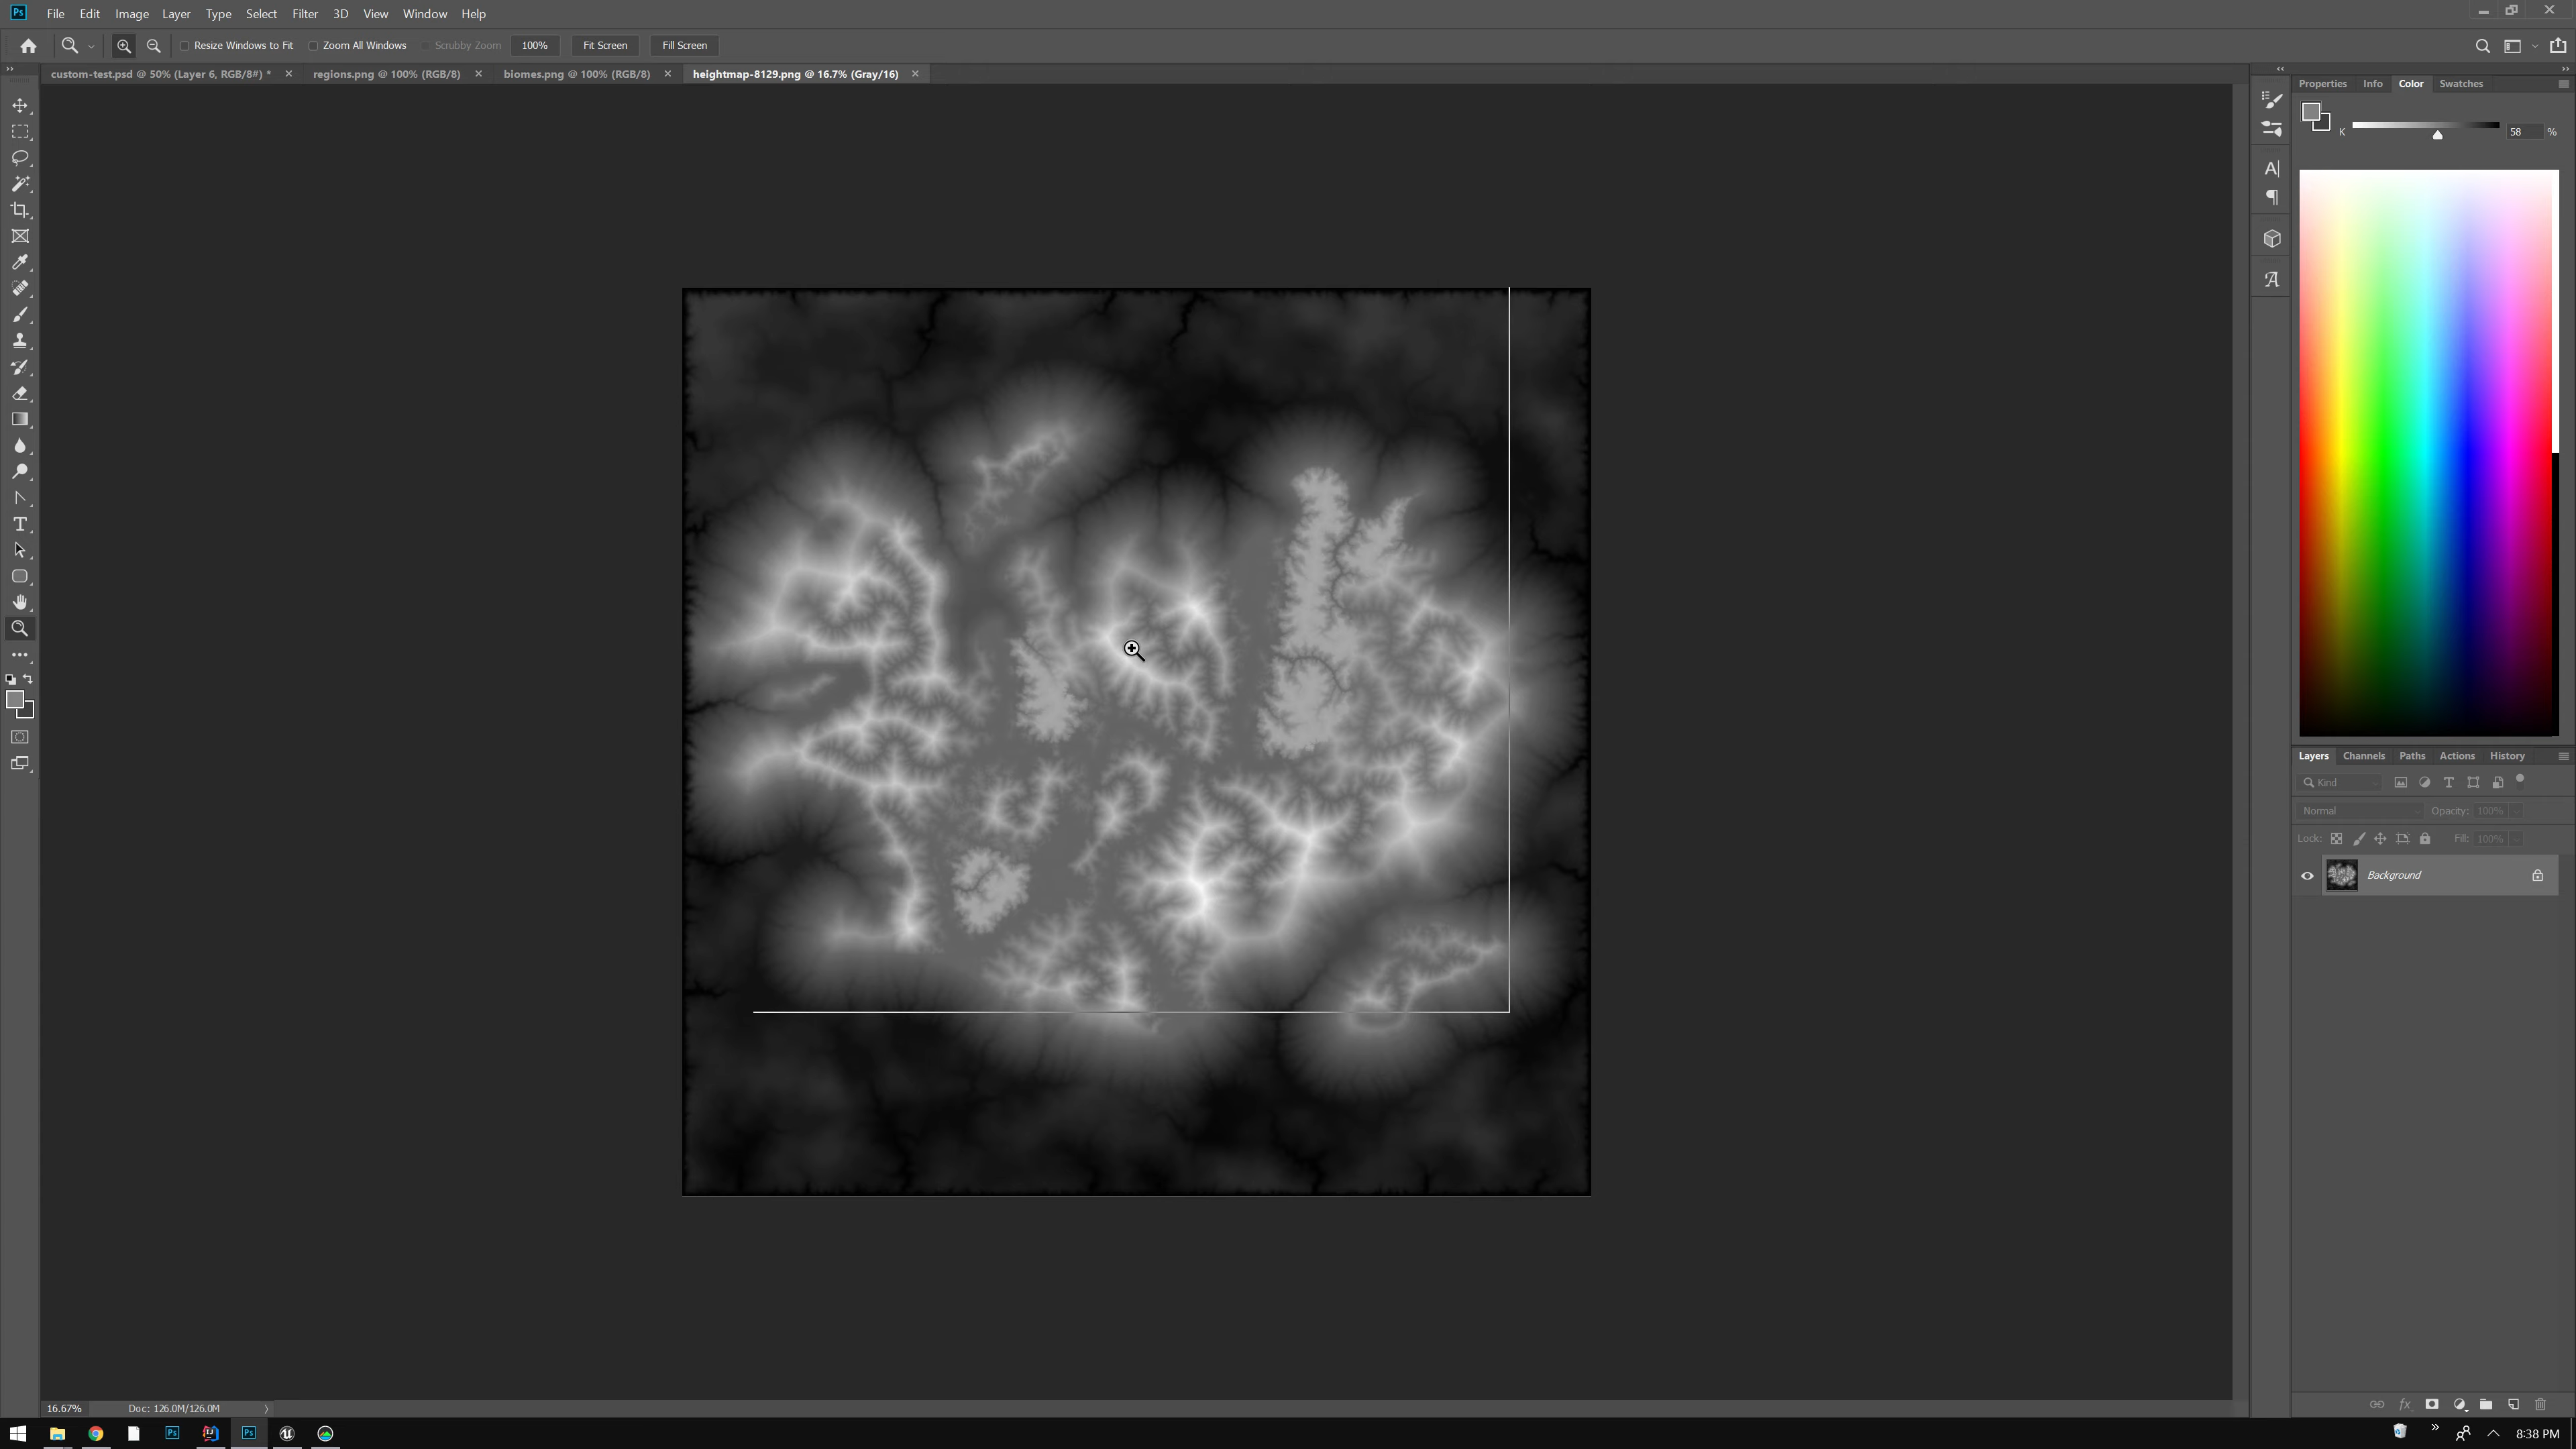 Ps File Edit Image Layer Type Select Filter 3D View Window Help
Resize Windows to Fit Zoom All Windows Scrubby Zoom 100% Fit Screen Fill Screen
custom-test.psd @ 50% (Layer 6, RGB/8#) * regions.png @ 100% (RGB/8) biomes.png @ 100% (RGB/8) heightmap-8129.png @ 16.7% (Gray/16)
Properties Info Color Swatches
K 58 %
Layers Channels Paths Actions History
Kind
Normal Opacity: 100%
Lock: Fill: 100%
Background
fx
16.67% Doc: 126.0M/126.0M
8:38 PM